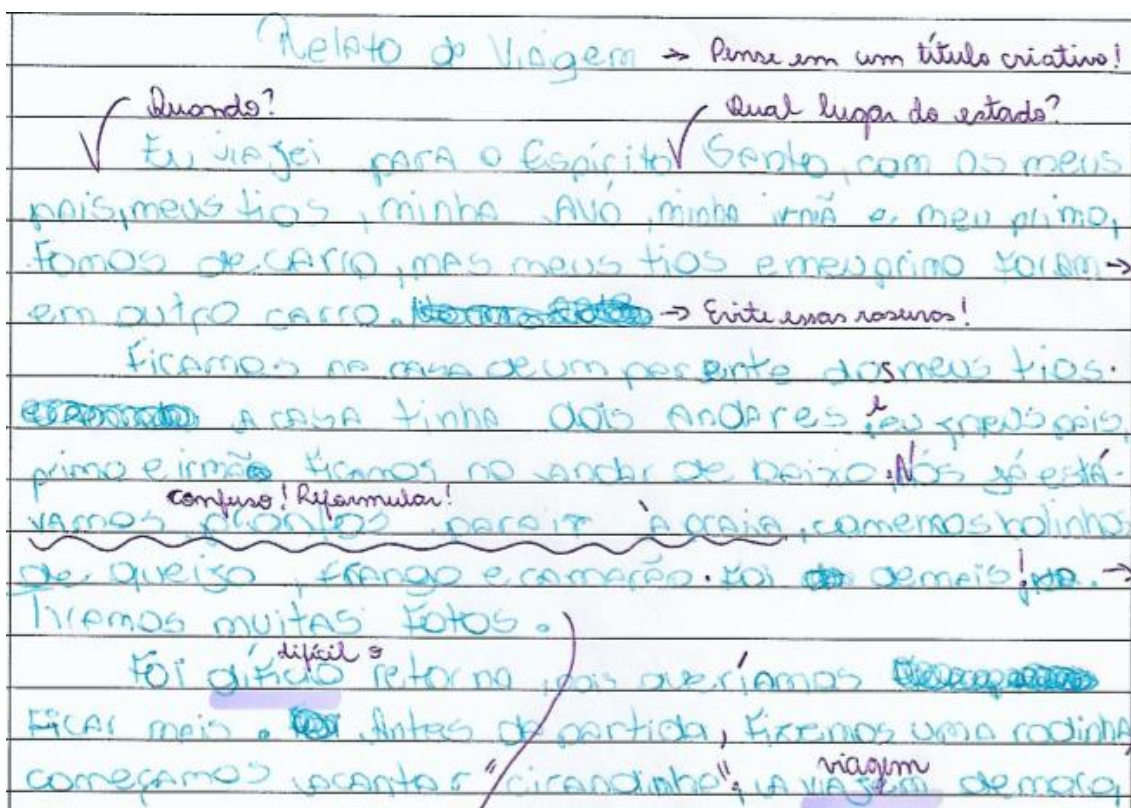 Relato de Viagem → Pense em um título criativo!
Quando? Qual lugar do estado?
Eu viajei para o Espírito Santo, com os meus
pais, meus tios, minha avó, minha irmã e meu primo,
Fomos de carro, mas meus tios e meu primo foram →
em outro carro. → Evite essas rasuras!
Ficamos na casa de um parente dos meus tios.
A casa tinha dois andares e eu, meus pais,
primo e irmã ficamos no andar de baixo. Nós já está-
confuso! Reformular!
vamos prontos para ir à praia, comemos bolinhos
de queijo, frango e camarão. Foi demais! →
Tiramos muitas fotos.
difícil o
Foi difício retorno, pois queríamos
Ficar mais. Antes da partida, fizemos uma rodinha,
viagem
começamos a cantar "cirandinha". A viajem demoro,